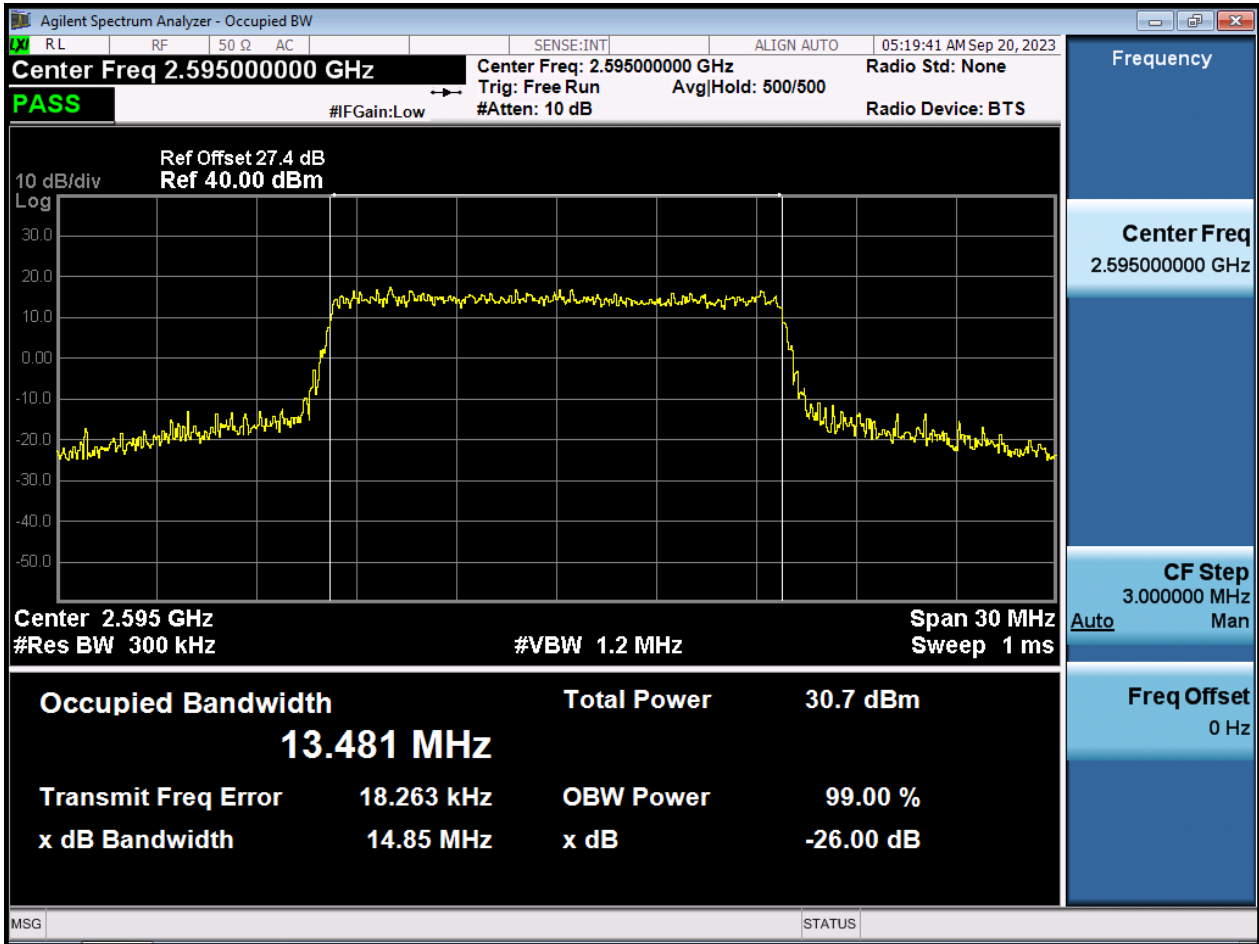 Agilent Spectrum Analyzer - Occupied BW
LXI RL RF 50 Ω AC SENSE:INT ALIGN AUTO 05:19:41 AM Sep 20, 2023
Center Freq 2.595000000 GHz
Center Freq: 2.595000000 GHz
Radio Std: None
Trig: Free Run Avg|Hold: 500/500
PASS
#IFGain:Low
#Atten: 10 dB
Radio Device: BTS
Ref Offset 27.4 dB
10 dB/div Ref 40.00 dBm
Log
30.0
20.0
10.0
0.00
-10.0
-20.0
-30.0
-40.0
-50.0
Center 2.595 GHz Span 30 MHz
#Res BW 300 kHz #VBW 1.2 MHz Sweep 1 ms
Occupied Bandwidth Total Power 30.7 dBm
13.481 MHz
Transmit Freq Error 18.263 kHz OBW Power 99.00 %
x dB Bandwidth 14.85 MHz x dB -26.00 dB
MSG STATUS
Frequency
Center Freq
2.595000000 GHz
CF Step
3.000000 MHz
Auto Man
Freq Offset
0 Hz